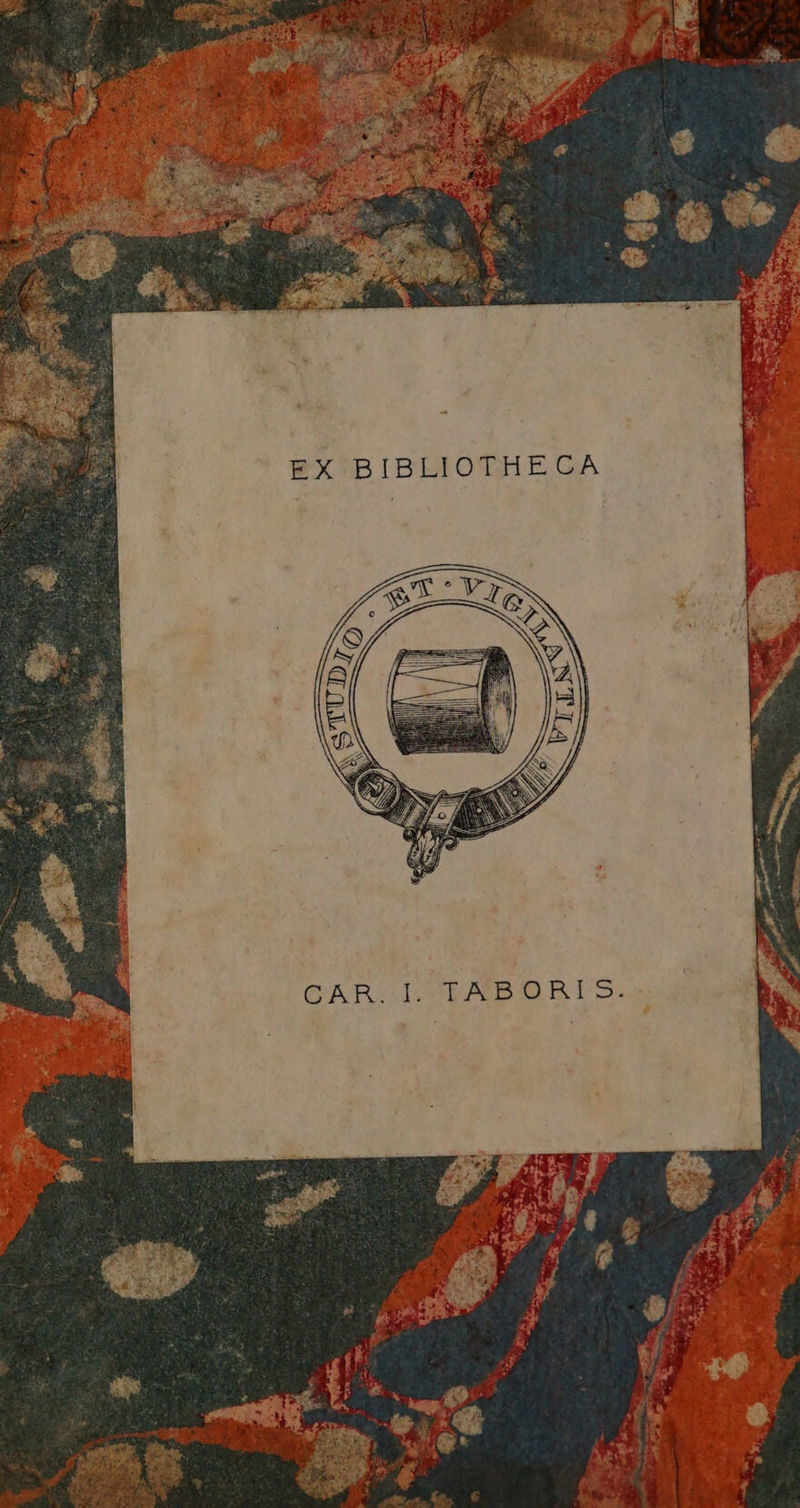 EX BIBLIOTHECA
STUDIO · ET · VIGILANTIA
CAR. I. TABORIS.